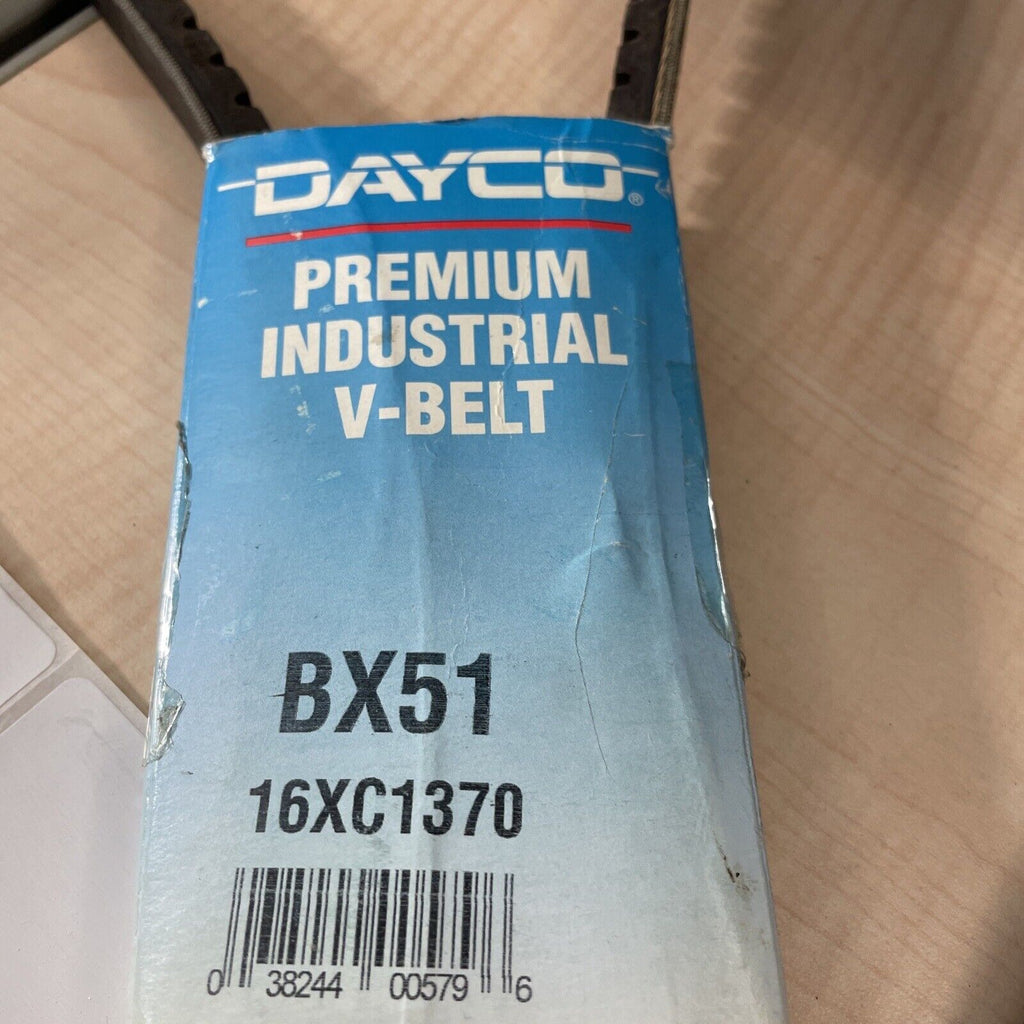 DAYCO®
PREMIUM
INDUSTRIAL
V-BELT
BX51
16XC1370
0 38244 00579 6